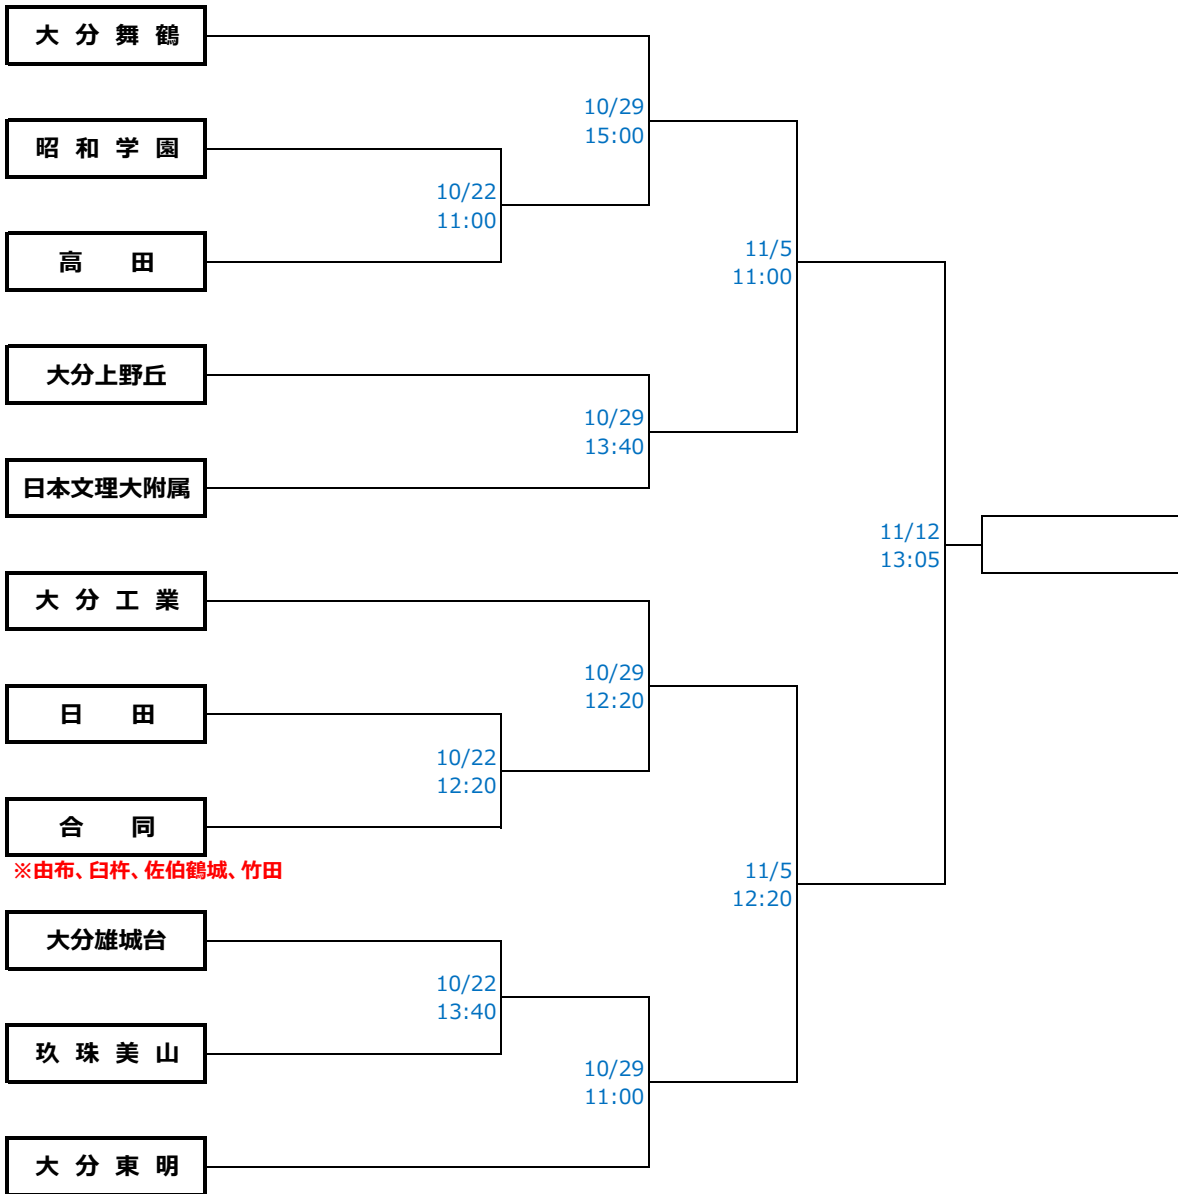 大分舞鶴
10/29
15:00
昭和学園
10/22
11:00
高田
11/5
11:00
大分上野丘
10/29
13:40
日本文理大附属
11/12
13:05
大分工業
10/29
12:20
日田
10/22
12:20
合同
※由布、臼杵、佐伯鶴城、竹田
11/5
12:20
大分雄城台
10/22
13:40
玖珠美山
10/29
11:00
大分東明